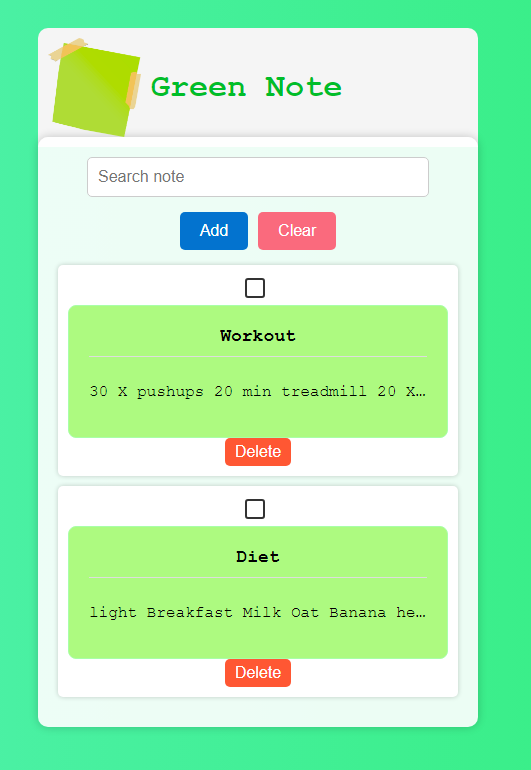 Green Note
Search note
Add Clear
Workout
30 X pushups 20 min treadmill 20 X…
Delete
Diet
light Breakfast Milk Oat Banana he…
Delete